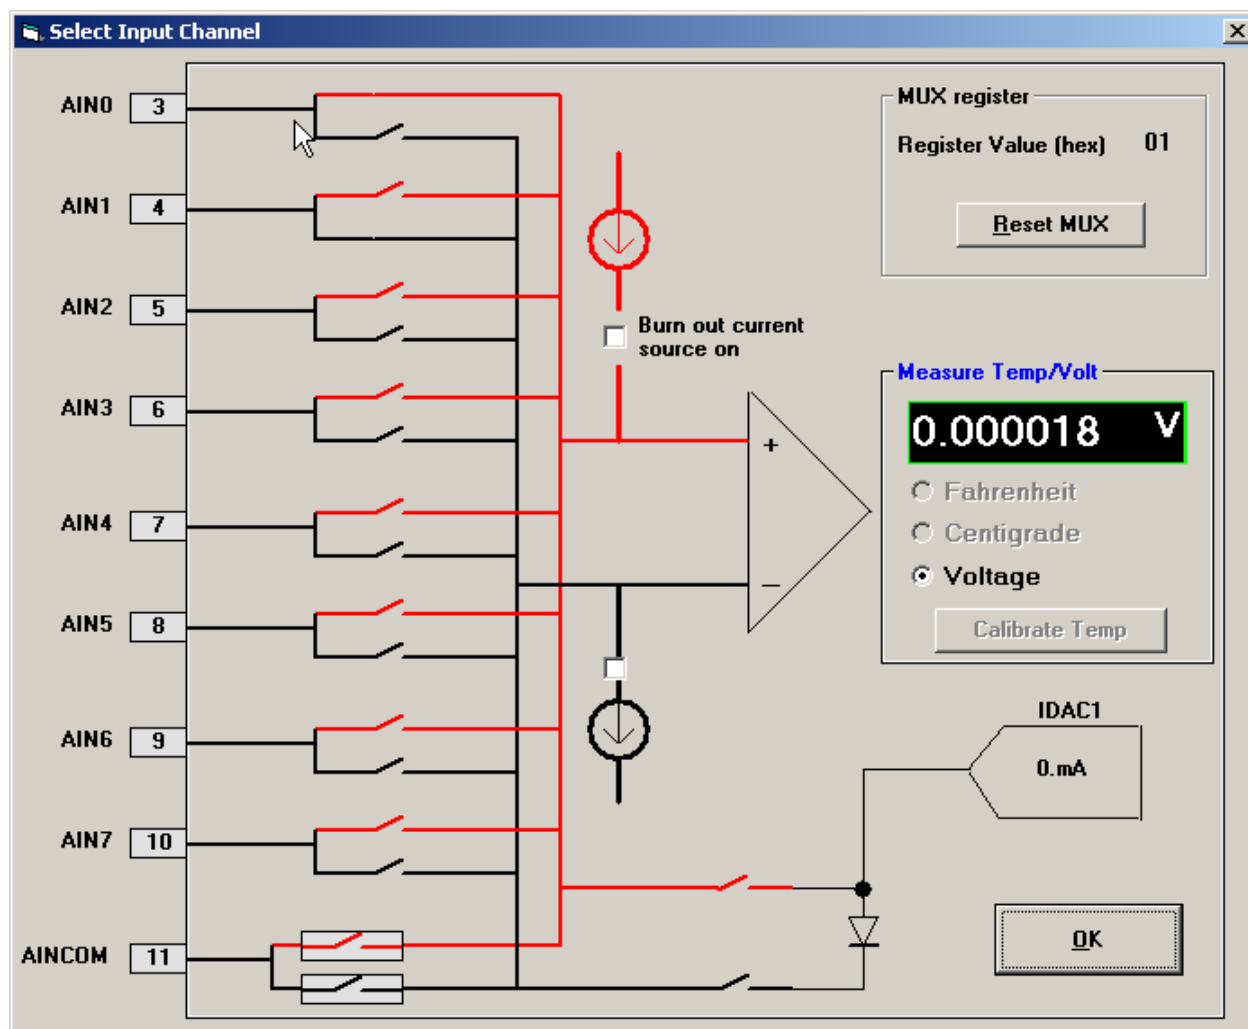 Select Input Channel
AIN0 3
AIN1 4
AIN2 5
AIN3 6
AIN4 7
AIN5 8
AIN6 9
AIN7 10
AINCOM 11
Burn out current
source on
+
−
MUX register
Register Value (hex) 01
Reset MUX
Measure Temp/Volt
0.000018 V
Fahrenheit
Centigrade
Voltage
Calibrate Temp
IDAC1
0.mA
OK